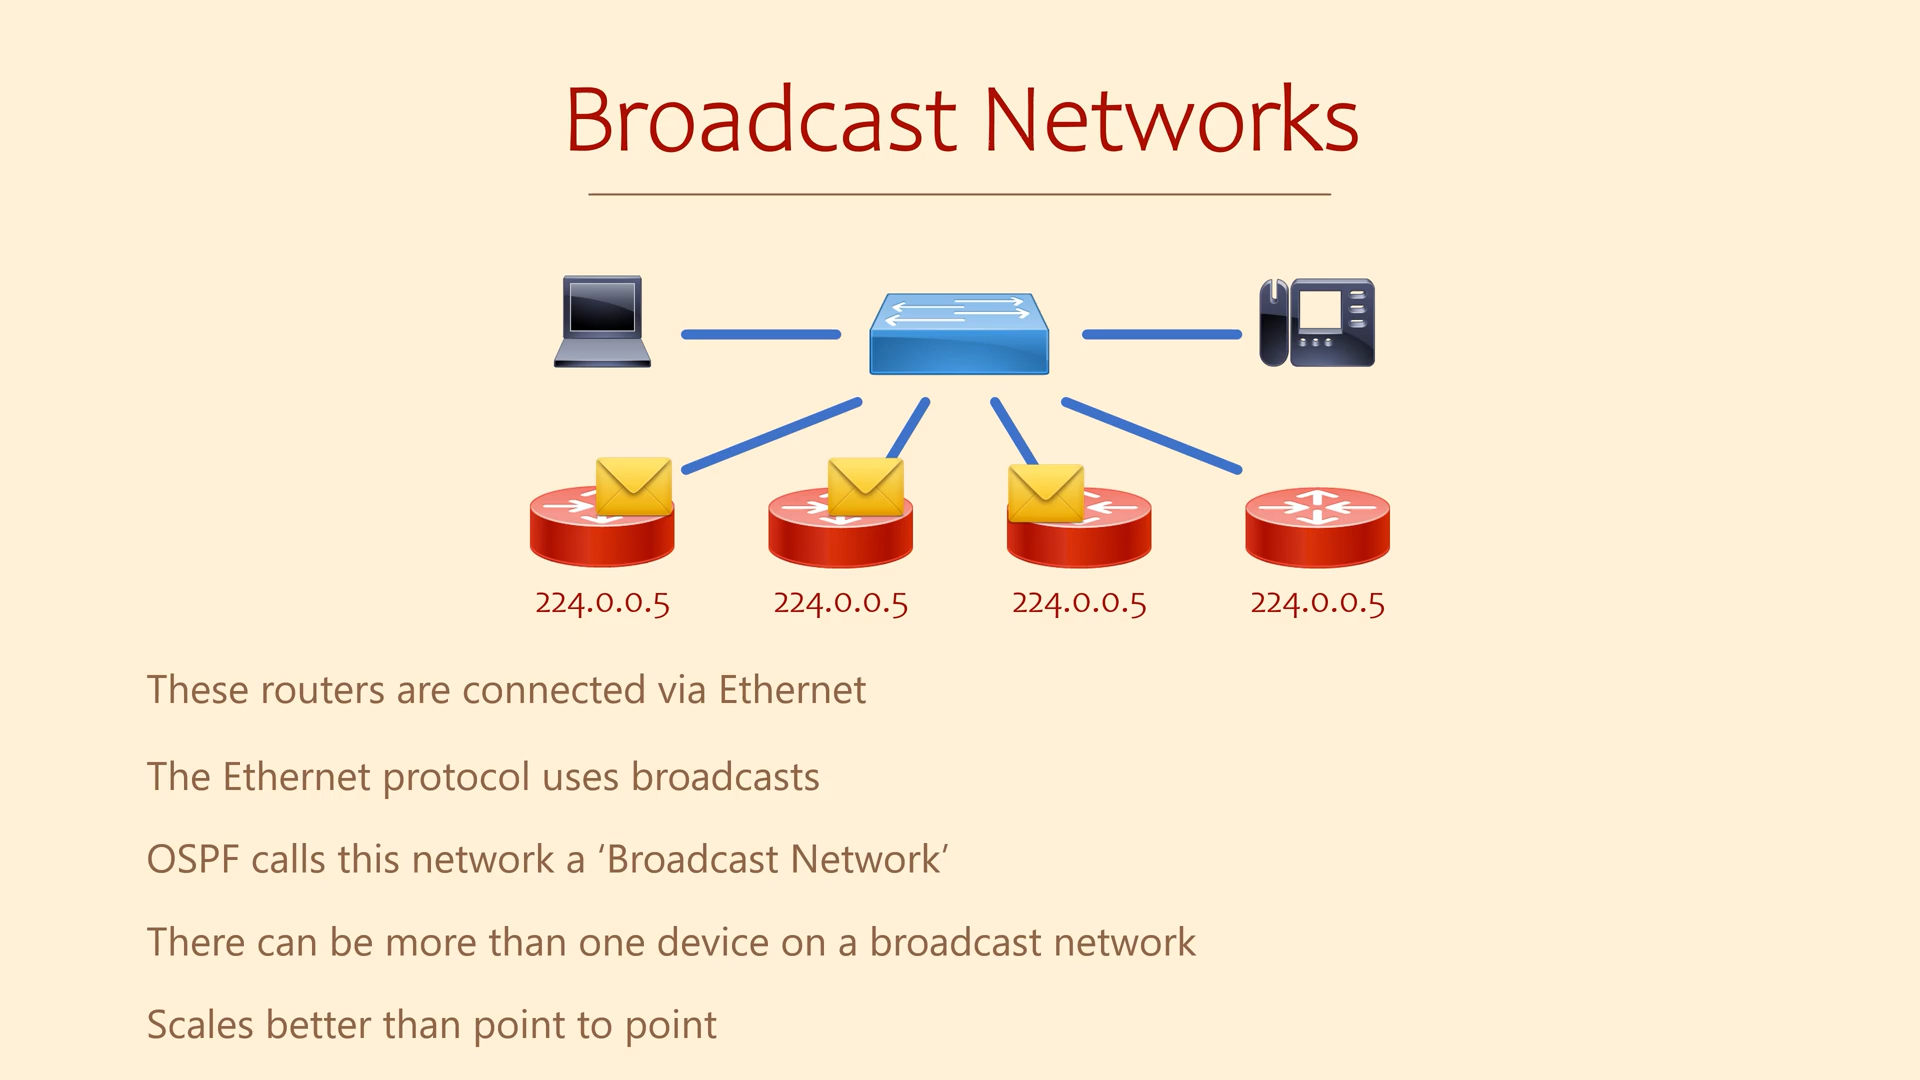 Broadcast Networks
224.0.0.5 224.0.0.5 224.0.0.5 224.0.0.5
These routers are connected via Ethernet
The Ethernet protocol uses broadcasts
OSPF calls this network a ‘Broadcast Network’
There can be more than one device on a broadcast network
Scales better than point to point